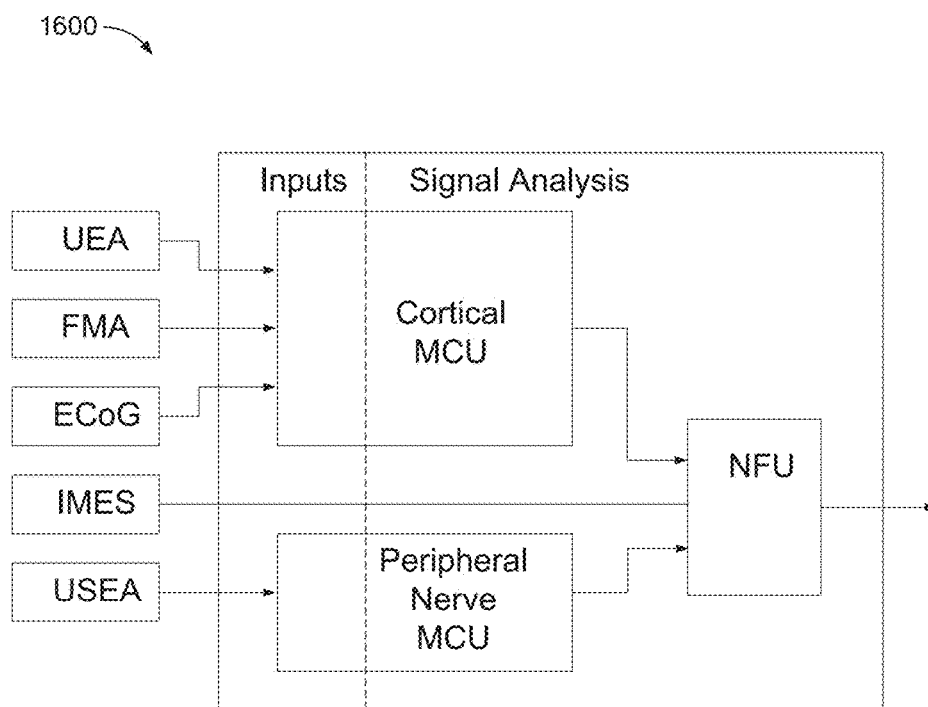 1600
Inputs
Signal Analysis
UEA
FMA
ECoG
IMES
USEA
Cortical
MCU
Peripheral
Nerve
MCU
NFU